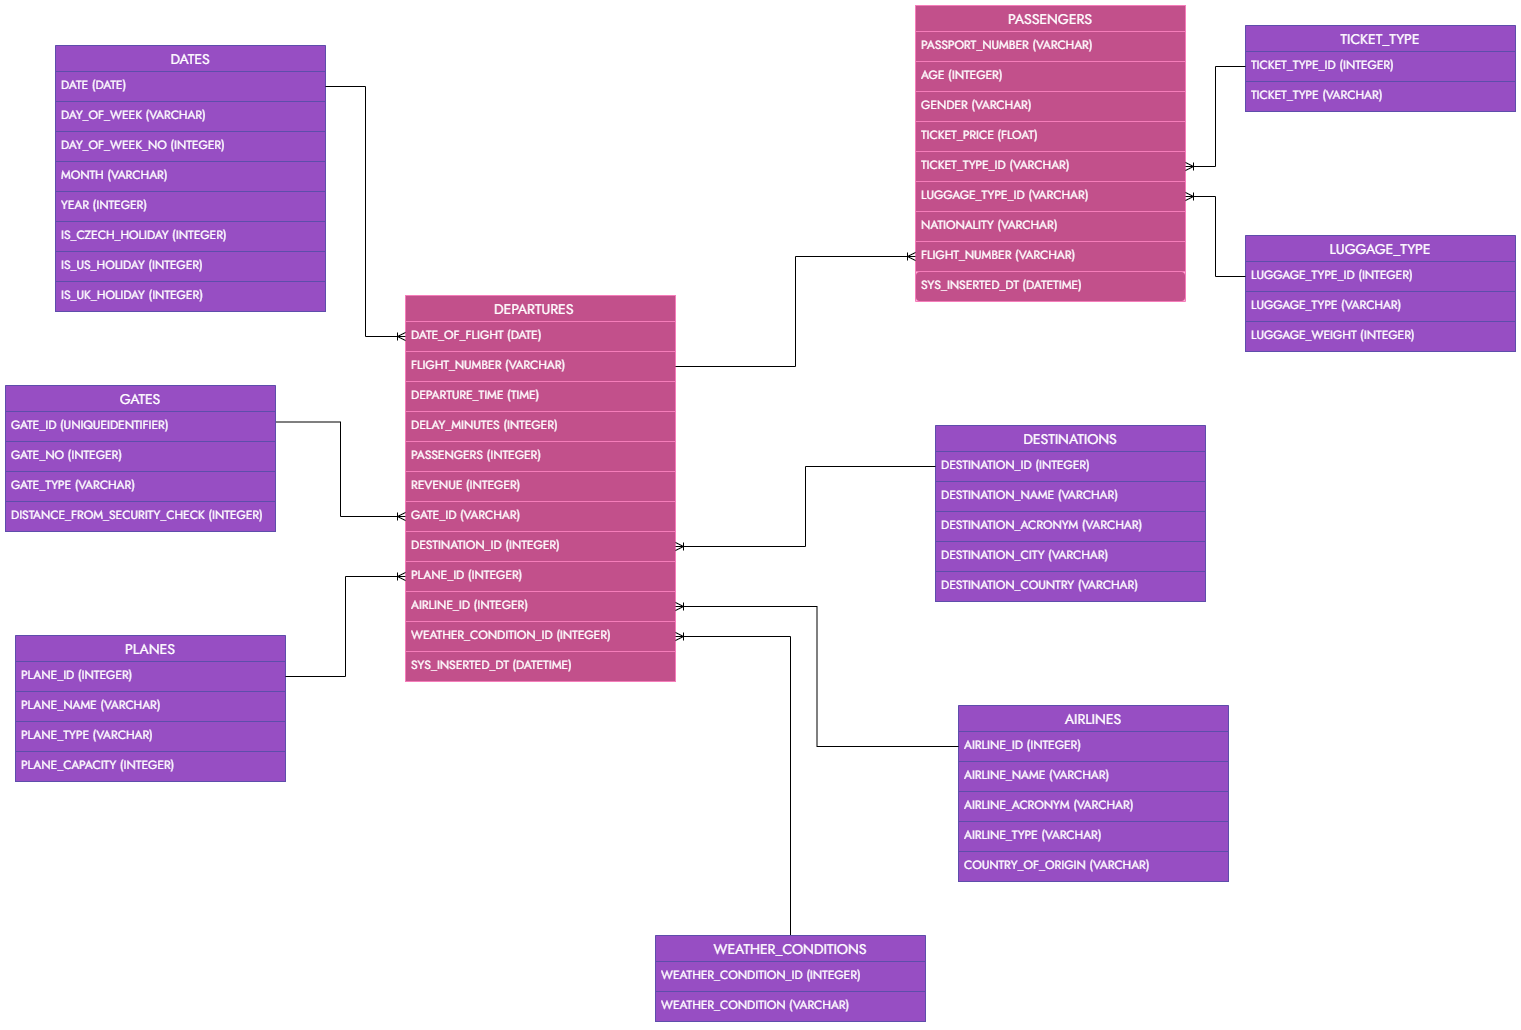 DATES
DATE (DATE)
DAY_OF_WEEK (VARCHAR)
DAY_OF_WEEK_NO (INTEGER)
MONTH (VARCHAR)
YEAR (INTEGER)
IS_CZECH_HOLIDAY (INTEGER)
IS_US_HOLIDAY (INTEGER)
IS_UK_HOLIDAY (INTEGER)
GATES
GATE_ID (UNIQUEIDENTIFIER)
GATE_NO (INTEGER)
GATE_TYPE (VARCHAR)
DISTANCE_FROM_SECURITY_CHECK (INTEGER)
PLANES
PLANE_ID (INTEGER)
PLANE_NAME (VARCHAR)
PLANE_TYPE (VARCHAR)
PLANE_CAPACITY (INTEGER)
DEPARTURES
DATE_OF_FLIGHT (DATE)
FLIGHT_NUMBER (VARCHAR)
DEPARTURE_TIME (TIME)
DELAY_MINUTES (INTEGER)
PASSENGERS (INTEGER)
REVENUE (INTEGER)
GATE_ID (VARCHAR)
DESTINATION_ID (INTEGER)
PLANE_ID (INTEGER)
AIRLINE_ID (INTEGER)
WEATHER_CONDITION_ID (INTEGER)
SYS_INSERTED_DT (DATETIME)
PASSENGERS
PASSPORT_NUMBER (VARCHAR)
AGE (INTEGER)
GENDER (VARCHAR)
TICKET_PRICE (FLOAT)
TICKET_TYPE_ID (VARCHAR)
LUGGAGE_TYPE_ID (VARCHAR)
NATIONALITY (VARCHAR)
FLIGHT_NUMBER (VARCHAR)
SYS_INSERTED_DT (DATETIME)
TICKET_TYPE
TICKET_TYPE_ID (INTEGER)
TICKET_TYPE (VARCHAR)
LUGGAGE_TYPE
LUGGAGE_TYPE_ID (INTEGER)
LUGGAGE_TYPE (VARCHAR)
LUGGAGE_WEIGHT (INTEGER)
DESTINATIONS
DESTINATION_ID (INTEGER)
DESTINATION_NAME (VARCHAR)
DESTINATION_ACRONYM (VARCHAR)
DESTINATION_CITY (VARCHAR)
DESTINATION_COUNTRY (VARCHAR)
AIRLINES
AIRLINE_ID (INTEGER)
AIRLINE_NAME (VARCHAR)
AIRLINE_ACRONYM (VARCHAR)
AIRLINE_TYPE (VARCHAR)
COUNTRY_OF_ORIGIN (VARCHAR)
WEATHER_CONDITIONS
WEATHER_CONDITION_ID (INTEGER)
WEATHER_CONDITION (VARCHAR)